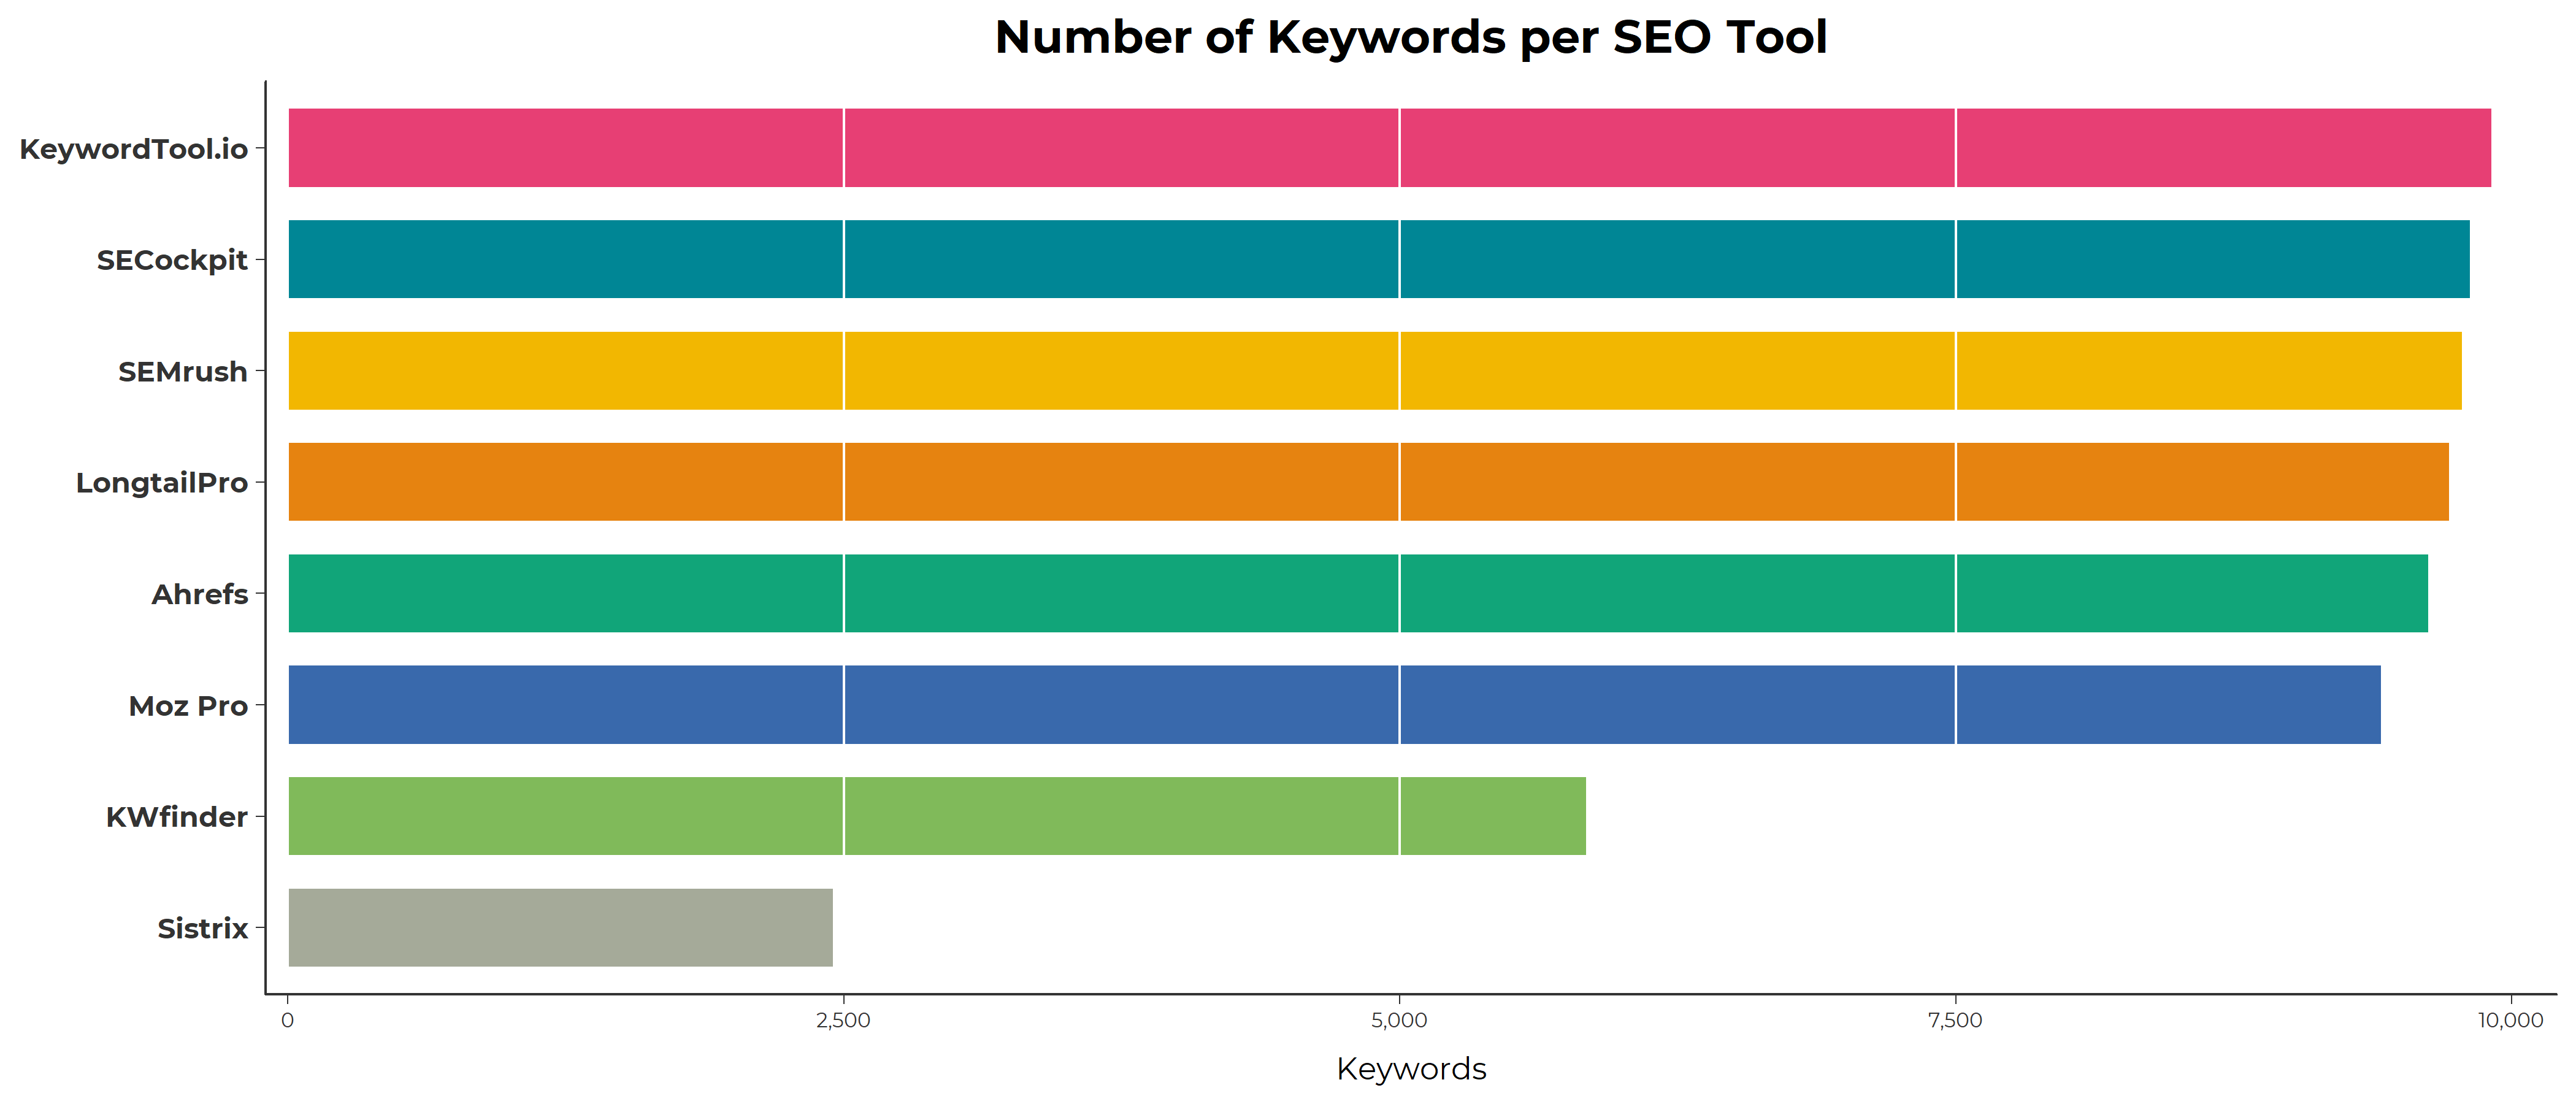 Number of Keywords per SEO Tool
KeywordTool.io
SECockpit
SEMrush
LongtailPro
Ahrefs
Moz Pro
KWfinder
Sistrix
0 2,500 5,000 7,500 10,000
Keywords